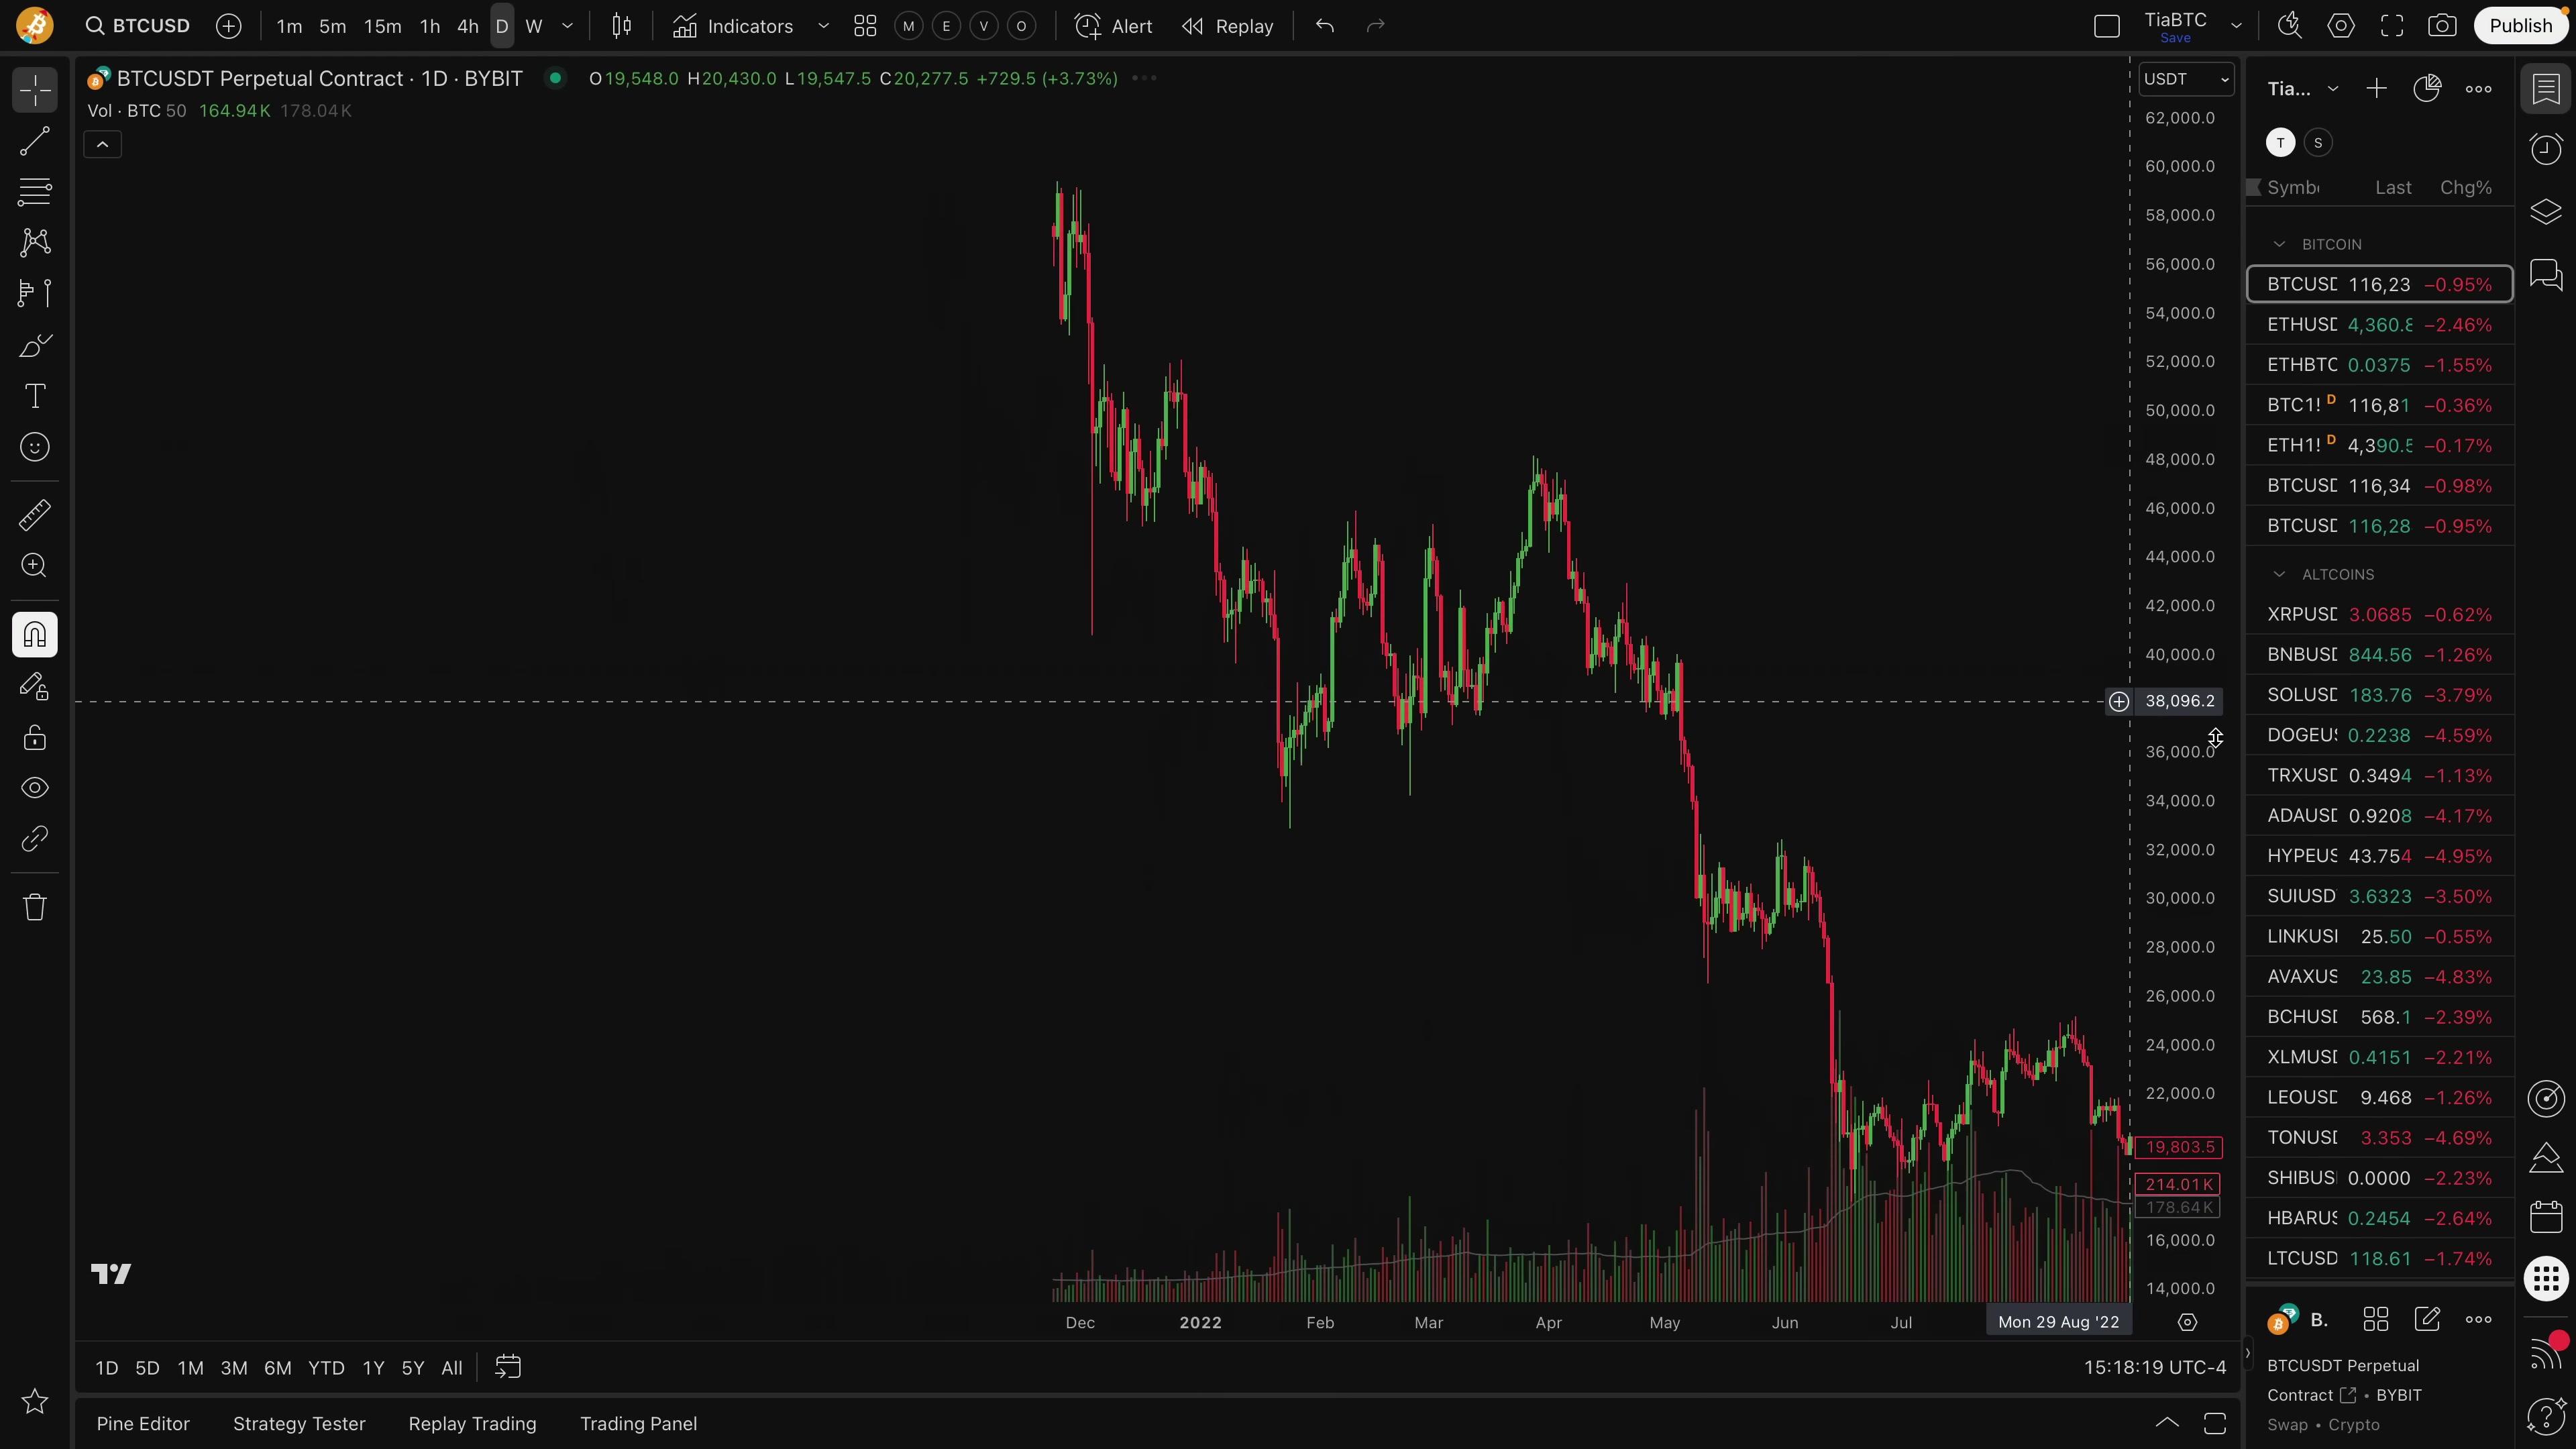 BTCUSD 1m 5m 15m 1h 4h D W Indicators M E V O Alert Replay TiaBTC Save Publish
BTCUSDT Perpetual Contract · 1D · BYBIT O19,548.0 H20,430.0 L19,547.5 C20,277.5 +729.5 (+3.73%)
Vol · BTC 50 164.94K 178.04K
USDT
62,000.0
60,000.0
58,000.0
56,000.0
54,000.0
52,000.0
50,000.0
48,000.0
46,000.0
44,000.0
42,000.0
40,000.0
38,096.2
36,000.0
34,000.0
32,000.0
30,000.0
28,000.0
26,000.0
24,000.0
22,000.0
19,803.5
214.01K
178.64K
16,000.0
14,000.0
Dec 2022 Feb Mar Apr May Jun Jul Mon 29 Aug '22
1D 5D 1M 3M 6M YTD 1Y 5Y All 15:18:19 UTC-4
Pine Editor Strategy Tester Replay Trading Trading Panel
Tia...
T S
Symb Last Chg%
BITCOIN
BTCUSD 116,23 −0.95%
ETHUSD 4,360.8 −2.46%
ETHBTC 0.0375 −1.55%
BTC1! D 116,81 −0.36%
ETH1! D 4,390.5 −0.17%
BTCUSD 116,34 −0.98%
BTCUSD 116,28 −0.95%
ALTCOINS
XRPUSD 3.0685 −0.62%
BNBUSD 844.56 −1.26%
SOLUSD 183.76 −3.79%
DOGEUS 0.2238 −4.59%
TRXUSD 0.3494 −1.13%
ADAUSD 0.9208 −4.17%
HYPEUS 43.754 −4.95%
SUIUSD 3.6323 −3.50%
LINKUS 25.50 −0.55%
AVAXUS 23.85 −4.83%
BCHUSD 568.1 −2.39%
XLMUSD 0.4151 −2.21%
LEOUSD 9.468 −1.26%
TONUSD 3.353 −4.69%
SHIBUS 0.0000 −2.23%
HBARUS 0.2454 −2.64%
LTCUSD 118.61 −1.74%
B.
BTCUSDT Perpetual
Contract • BYBIT
Swap • Crypto